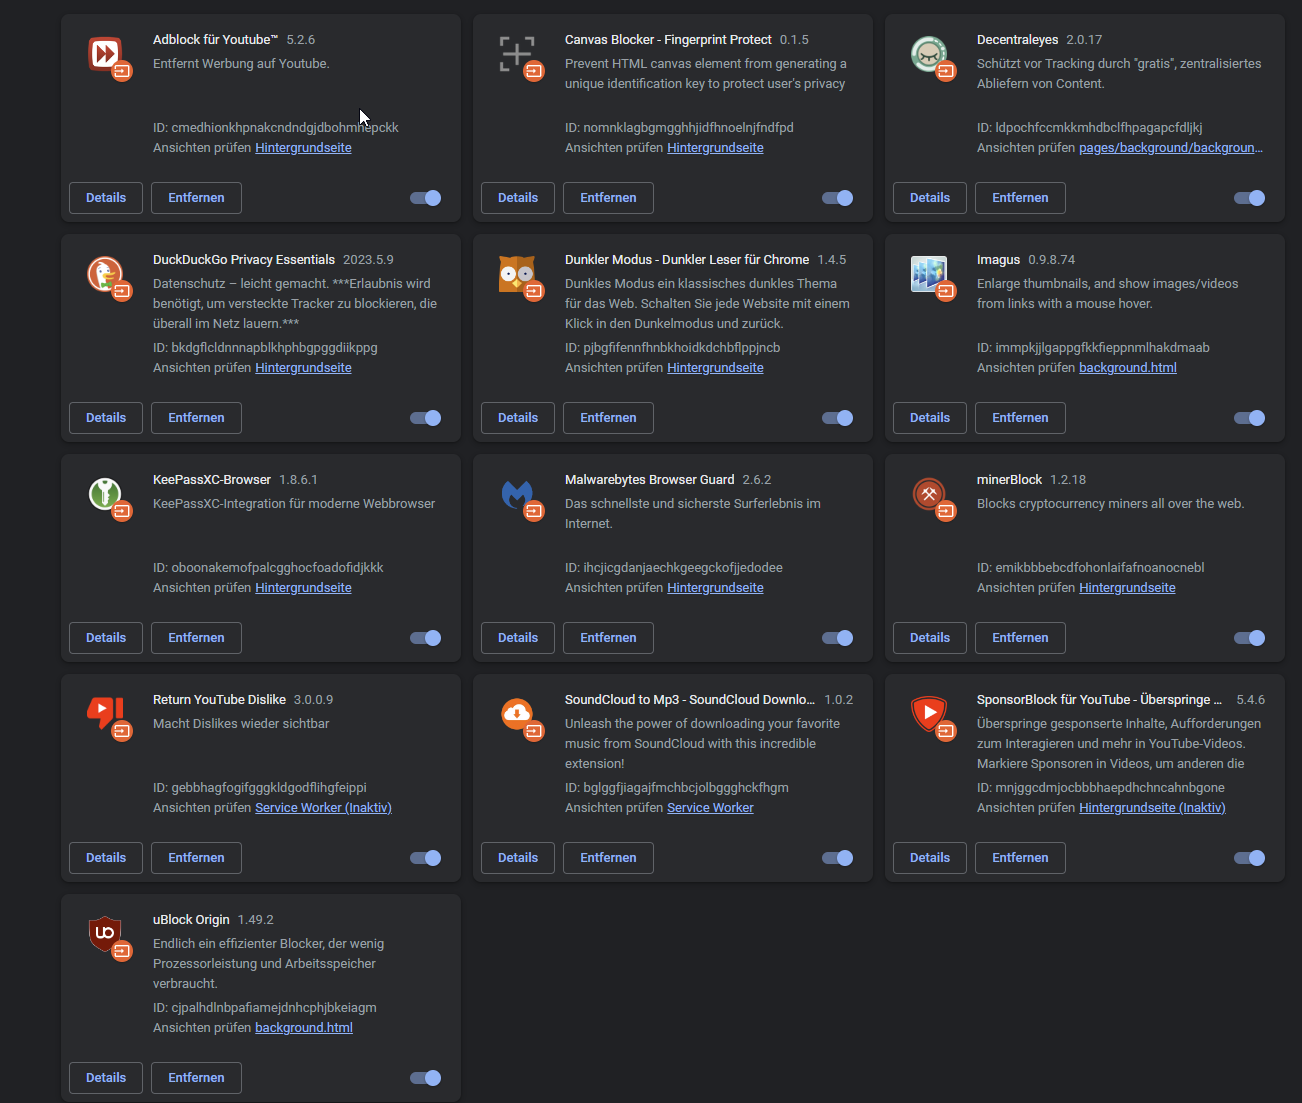 Adblock für Youtube™ 5.2.6
Entfernt Werbung auf Youtube.
ID: cmedhionkhpnakcndndgjdbohmhepckk
Ansichten prüfen Hintergrundseite
Details Entfernen
Canvas Blocker - Fingerprint Protect 0.1.5
Prevent HTML canvas element from generating a
unique identification key to protect user's privacy
ID: nomnklagbgmgghhjidfhnoelnjfndfpd
Ansichten prüfen Hintergrundseite
Details Entfernen
Decentraleyes 2.0.17
Schützt vor Tracking durch "gratis", zentralisiertes
Abliefern von Content.
ID: ldpochfccmkkmhdbclfhpagapcfdljkj
Ansichten prüfen pages/background/backgroun...
Details Entfernen
DuckDuckGo Privacy Essentials 2023.5.9
Datenschutz – leicht gemacht. ***Erlaubnis wird
benötigt, um versteckte Tracker zu blockieren, die
überall im Netz lauern.***
ID: bkdgflcldnnnapblkhphbgpggdiikppg
Ansichten prüfen Hintergrundseite
Details Entfernen
Dunkler Modus - Dunkler Leser für Chrome 1.4.5
Dunkles Modus ein klassisches dunkles Thema
für das Web. Schalten Sie jede Website mit einem
Klick in den Dunkelmodus und zurück.
ID: pjbgfifennfhnbkhoidkdchbflppjncb
Ansichten prüfen Hintergrundseite
Details Entfernen
Imagus 0.9.8.74
Enlarge thumbnails, and show images/videos
from links with a mouse hover.
ID: immpkjjlgappgfkkfieppnmlhakdmaab
Ansichten prüfen background.html
Details Entfernen
KeePassXC-Browser 1.8.6.1
KeePassXC-Integration für moderne Webbrowser
ID: oboonakemofpalcgghocfoadofidjkkk
Ansichten prüfen Hintergrundseite
Details Entfernen
Malwarebytes Browser Guard 2.6.2
Das schnellste und sicherste Surferlebnis im
Internet.
ID: ihcjicgdanjaechkgeegckofjjedodee
Ansichten prüfen Hintergrundseite
Details Entfernen
minerBlock 1.2.18
Blocks cryptocurrency miners all over the web.
ID: emikbbbebcdfohonlaifafnoanocnebl
Ansichten prüfen Hintergrundseite
Details Entfernen
Return YouTube Dislike 3.0.0.9
Macht Dislikes wieder sichtbar
ID: gebbhagfogifgggkldgodflihgfeippi
Ansichten prüfen Service Worker (Inaktiv)
Details Entfernen
SoundCloud to Mp3 - SoundCloud Downlo... 1.0.2
Unleash the power of downloading your favorite
music from SoundCloud with this incredible
extension!
ID: bglggfjiagajfmchbcjolbggghckfhgm
Ansichten prüfen Service Worker
Details Entfernen
SponsorBlock für YouTube - Überspringe ... 5.4.6
Überspringe gesponserte Inhalte, Aufforderungen
zum Interagieren und mehr in YouTube-Videos.
Markiere Sponsoren in Videos, um anderen die
ID: mnjggcdmjocbbbhaepdhchncahnbgone
Ansichten prüfen Hintergrundseite (Inaktiv)
Details Entfernen
uBlock Origin 1.49.2
Endlich ein effizienter Blocker, der wenig
Prozessorleistung und Arbeitsspeicher
verbraucht.
ID: cjpalhdlnbpafiamejdnhcphjbkeiagm
Ansichten prüfen background.html
Details Entfernen